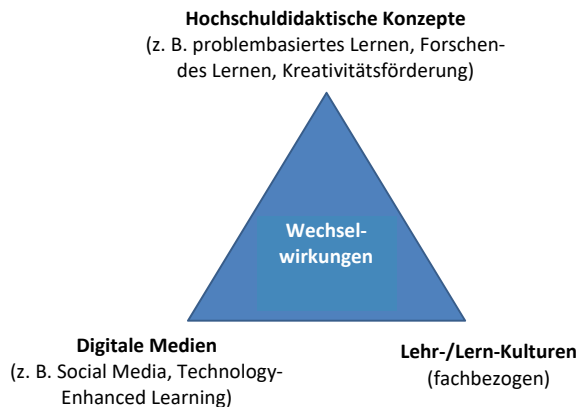 Hochschuldidaktische Konzepte
(z. B. problembasiertes Lernen, Forschen-
des Lernen, Kreativitätsförderung)
Wechsel-
wirkungen
Digitale Medien
(z. B. Social Media, Technology-
Enhanced Learning)
Lehr-/Lern-Kulturen
(fachbezogen)